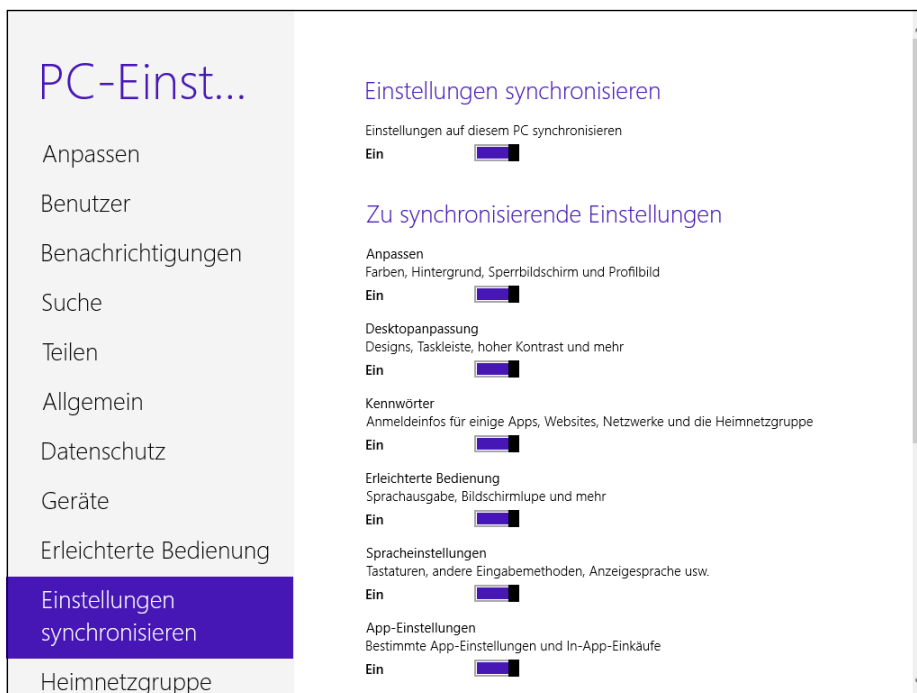 PC-Einst...
Anpassen
Benutzer
Benachrichtigungen
Suche
Teilen
Allgemein
Datenschutz
Geräte
Erleichterte Bedienung
Einstellungen
synchronisieren
Heimnetzgruppe
Einstellungen synchronisieren
Einstellungen auf diesem PC synchronisieren
Ein
Zu synchronisierende Einstellungen
Anpassen
Farben, Hintergrund, Sperrbildschirm und Profilbild
Ein
Desktopanpassung
Designs, Taskleiste, hoher Kontrast und mehr
Ein
Kennwörter
Anmeldeinfos für einige Apps, Websites, Netzwerke und die Heimnetzgruppe
Ein
Erleichterte Bedienung
Sprachausgabe, Bildschirmlupe und mehr
Ein
Spracheinstellungen
Tastaturen, andere Eingabemethoden, Anzeigesprache usw.
Ein
App-Einstellungen
Bestimmte App-Einstellungen und In-App-Einkäufe
Ein